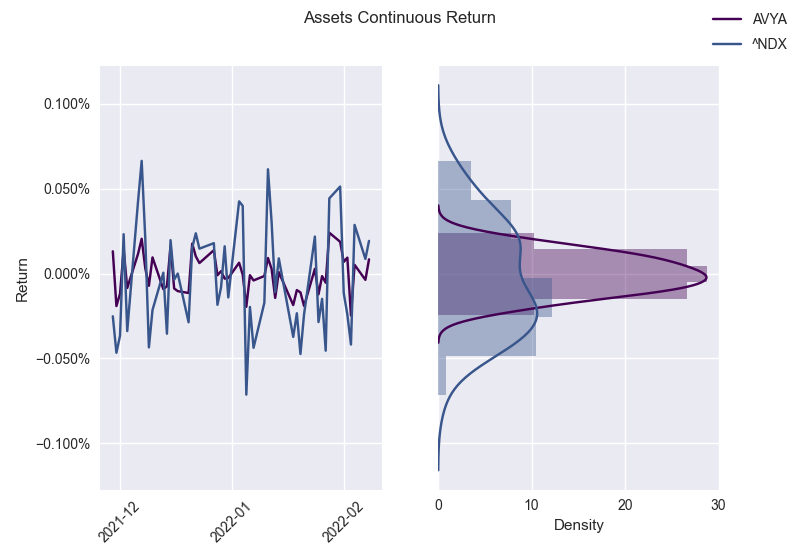 Assets Continuous Return
AVYA
^NDX
0.100%
0.050%
0.000%
−0.050%
−0.100%
Return
2021-12
2022-01
2022-02
0
10
20
30
Density